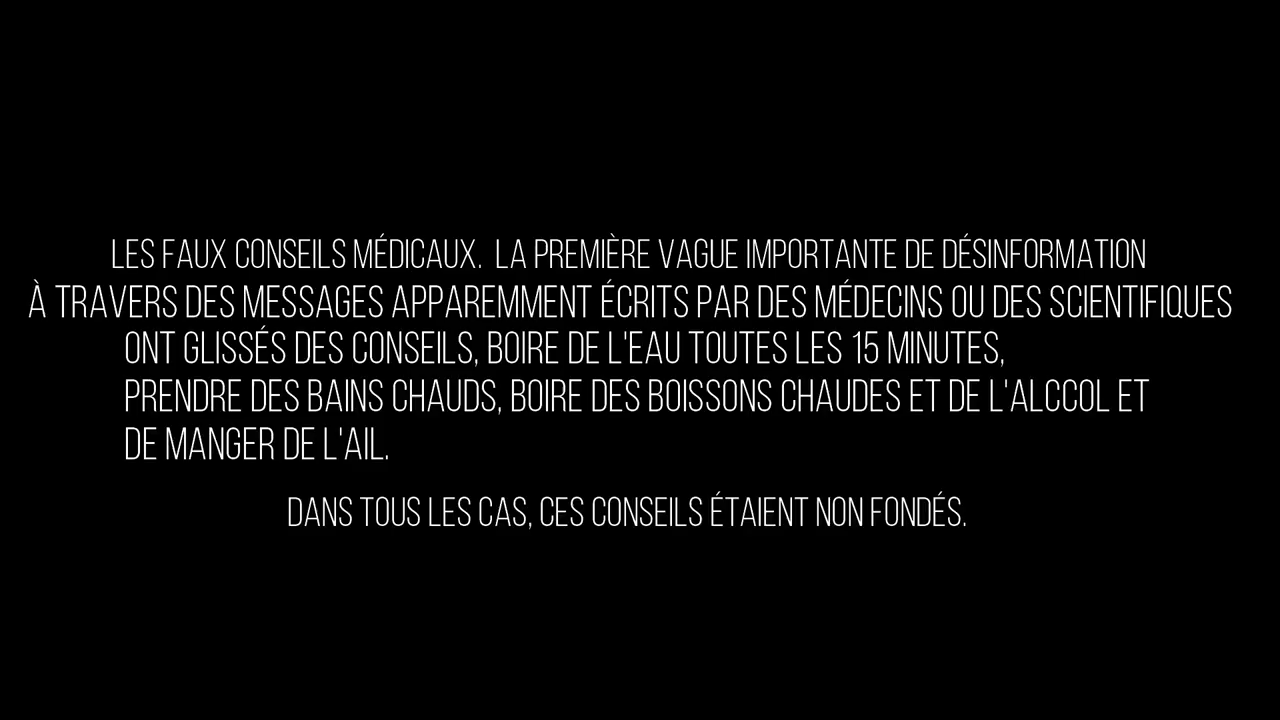 LES FAUX CONSEILS MÉDICAUX. LA PREMIÈRE VAGUE IMPORTANTE DE DÉSINFORMATION
À TRAVERS DES MESSAGES APPAREMMENT ÉCRITS PAR DES MÉDECINS OU DES SCIENTIFIQUES
ONT GLISSÉS DES CONSEILS, BOIRE DE L'EAU TOUTES LES 15 MINUTES,
PRENDRE DES BAINS CHAUDS, BOIRE DES BOISSONS CHAUDES ET DE L'ALCCOL ET
DE MANGER DE L'AIL.
DANS TOUS LES CAS, CES CONSEILS ÉTAIENT NON FONDÉS.